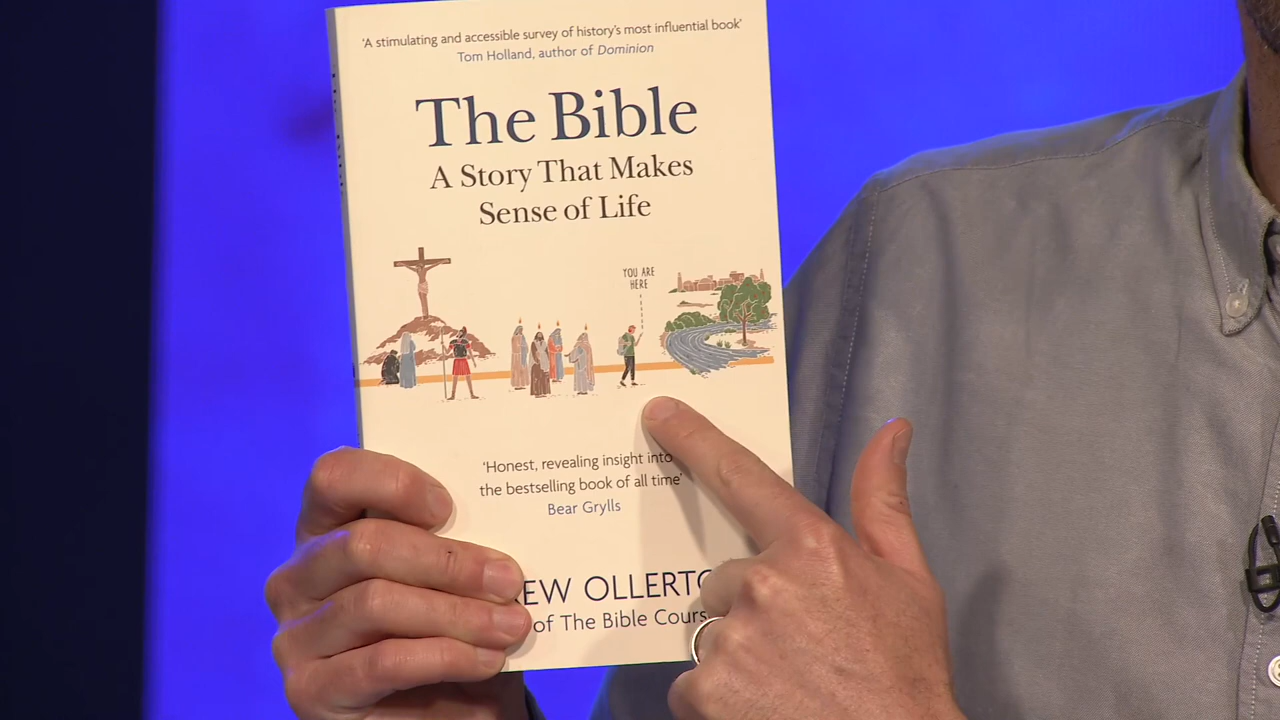 ‘A stimulating and accessible survey of history’s most influential book’
Tom Holland, author of Dominion
The Bible
A Story That Makes
Sense of Life
YOU ARE
HERE
‘Honest, revealing insight into
the bestselling book of all time’
Bear Grylls
EW OLLERTO
of The Bible Cours